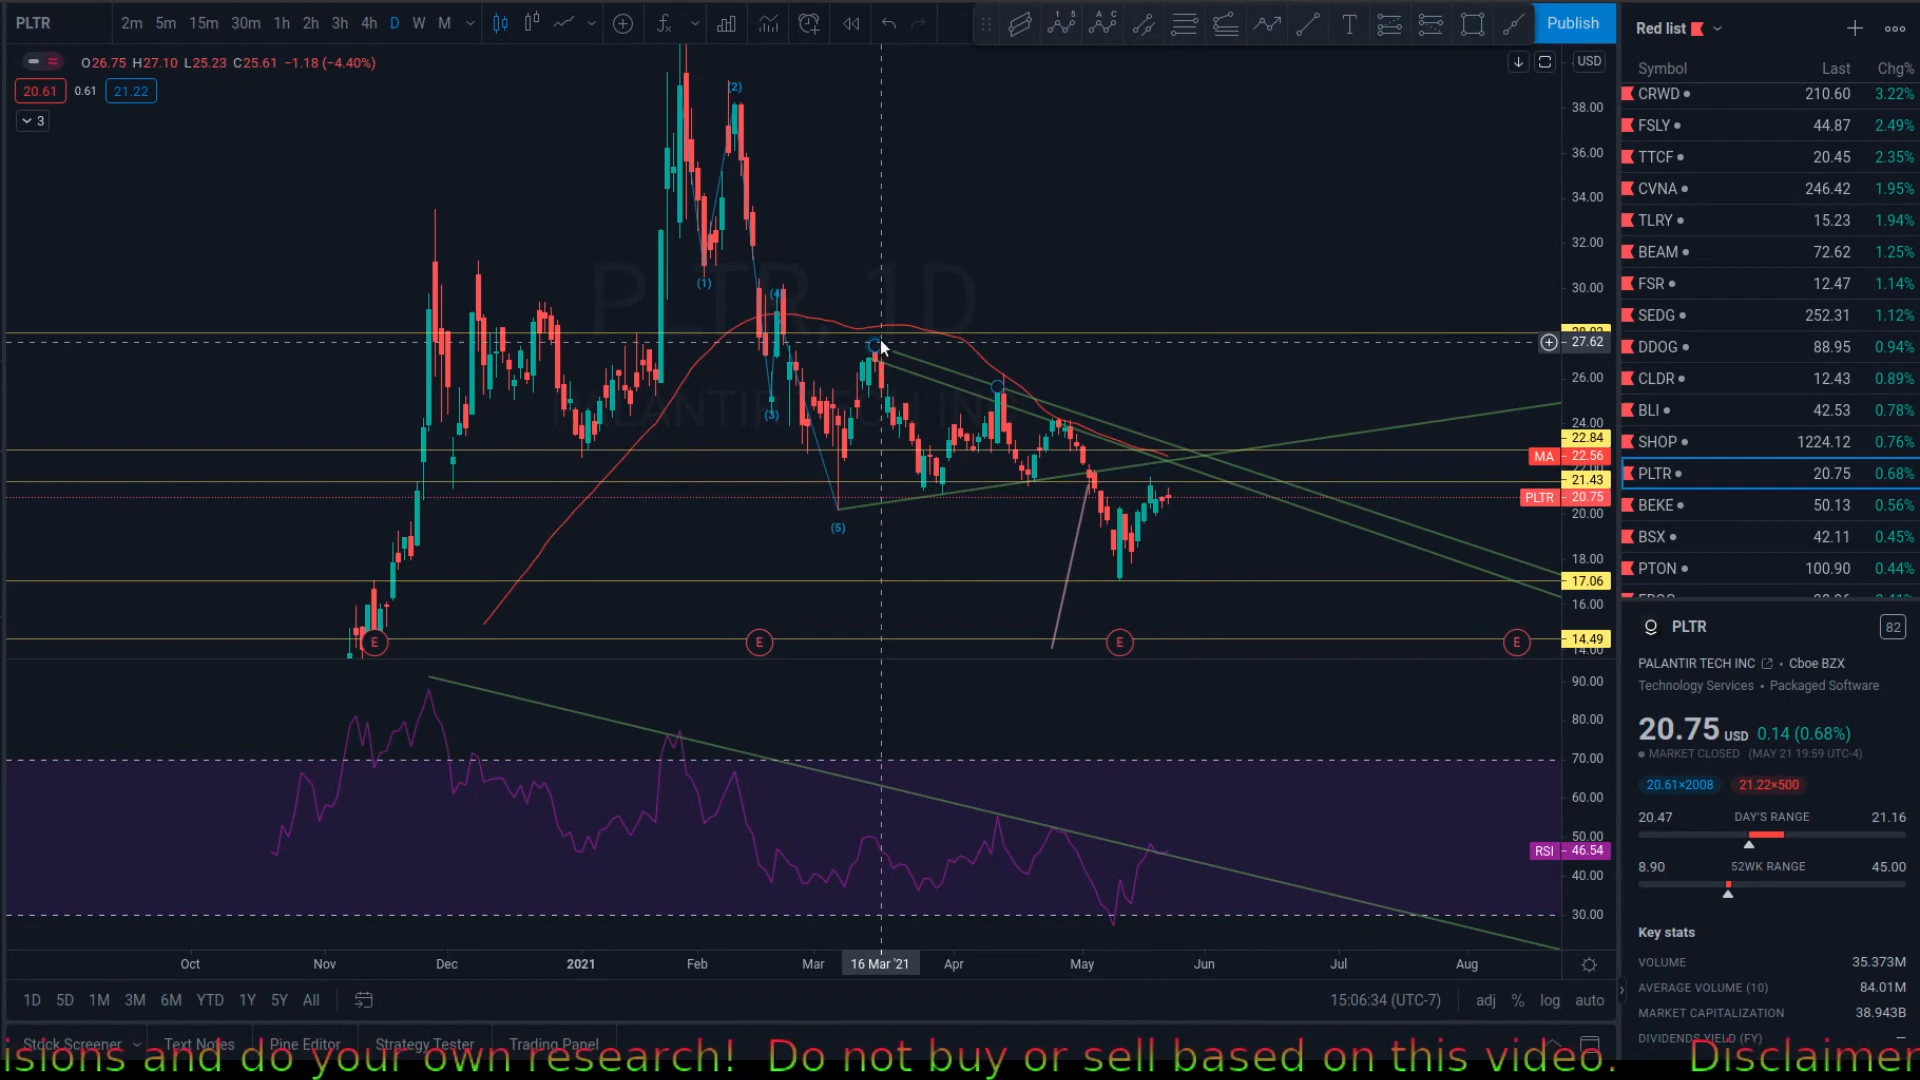 PLTR 2m 5m 15m 30m 1h 2h 3h 4h D W M
Publish
O26.75 H27.10 L25.23 C25.61 −1.18 (−4.40%)
20.61 0.61 21.22
3
USD
PLTR, 1D
(2)
(1)
(4)
(3)
(5)
38.00
36.00
34.00
32.00
30.00
27.62
26.00
24.00
22.84
MA 22.56
21.43
PLTR 20.75
20.00
18.00
17.06
16.00
14.49
14.00
E E E E
90.00
80.00
70.00
60.00
50.00
RSI 46.54
40.00
30.00
Oct Nov Dec 2021 Feb Mar 16 Mar '21 Apr May Jun Jul Aug
1D 5D 1M 3M 6M YTD 1Y 5Y All
15:06:34 (UTC-7) adj % log auto
Stock Screener Text Notes Pine Editor Strategy Tester Trading Panel
isions and do your own research! Do not buy or sell based on this video. Disclaimer
Red list
Symbol Last Chg%
CRWD 210.60 3.22%
FSLY 44.87 2.49%
TTCF 20.45 2.35%
CVNA 246.42 1.95%
TLRY 15.23 1.94%
BEAM 72.62 1.25%
FSR 12.47 1.14%
SEDG 252.31 1.12%
DDOG 88.95 0.94%
CLDR 12.43 0.89%
BLI 42.53 0.78%
SHOP 1224.12 0.76%
PLTR 20.75 0.68%
BEKE 50.13 0.56%
BSX 42.11 0.45%
PTON 100.90 0.44%
PLTR 82
PALANTIR TECH INC • Cboe BZX
Technology Services • Packaged Software
20.75 USD 0.14 (0.68%)
MARKET CLOSED (MAY 21 19:59 UTC-4)
20.61×2008 21.22×500
20.47 DAY'S RANGE 21.16
8.90 52WK RANGE 45.00
Key stats
VOLUME 35.373M
AVERAGE VOLUME (10) 84.01M
MARKET CAPITALIZATION 38.943B
DIVIDENDS YIELD (FY) —